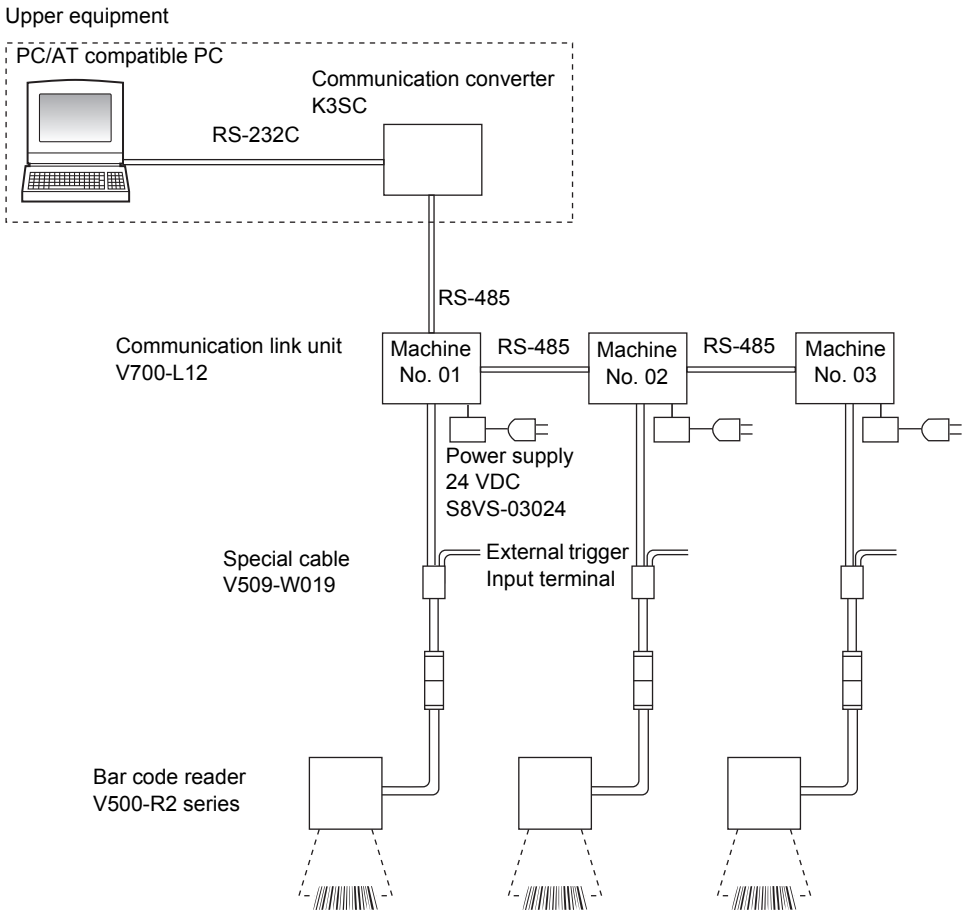 Upper equipment
PC/AT compatible PC
Communication converter
K3SC
RS-232C
RS-485
Communication link unit
V700-L12
Machine
No. 01
RS-485
Machine
No. 02
RS-485
Machine
No. 03
Power supply
24 VDC
S8VS-03024
Special cable
V509-W019
External trigger
Input terminal
Bar code reader
V500-R2 series